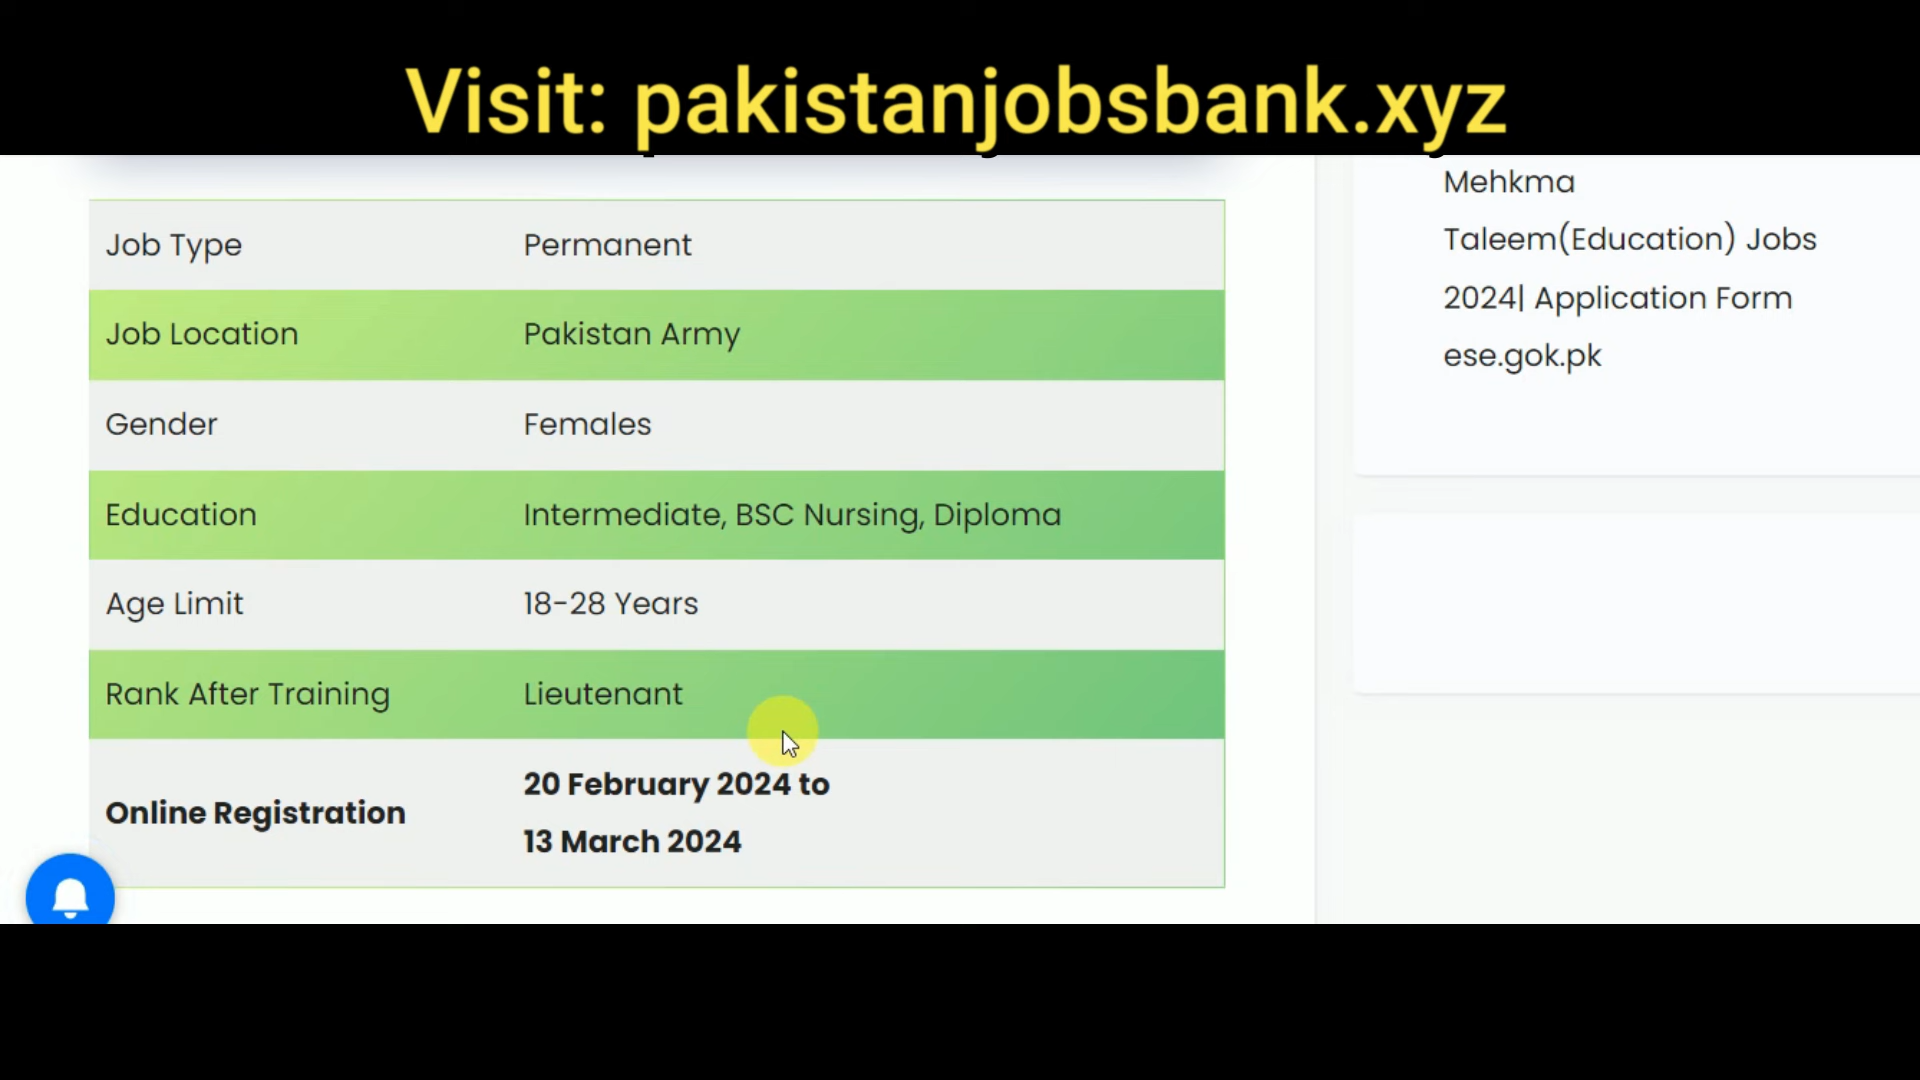 Visit: pakistanjobsbank.xyz
Job Type Permanent
Job Location Pakistan Army
Gender Females
Education Intermediate, BSC Nursing, Diploma
Age Limit 18-28 Years
Rank After Training Lieutenant
Online Registration 20 February 2024 to
13 March 2024
Mehkma
Taleem(Education) Jobs
2024| Application Form
ese.gok.pk